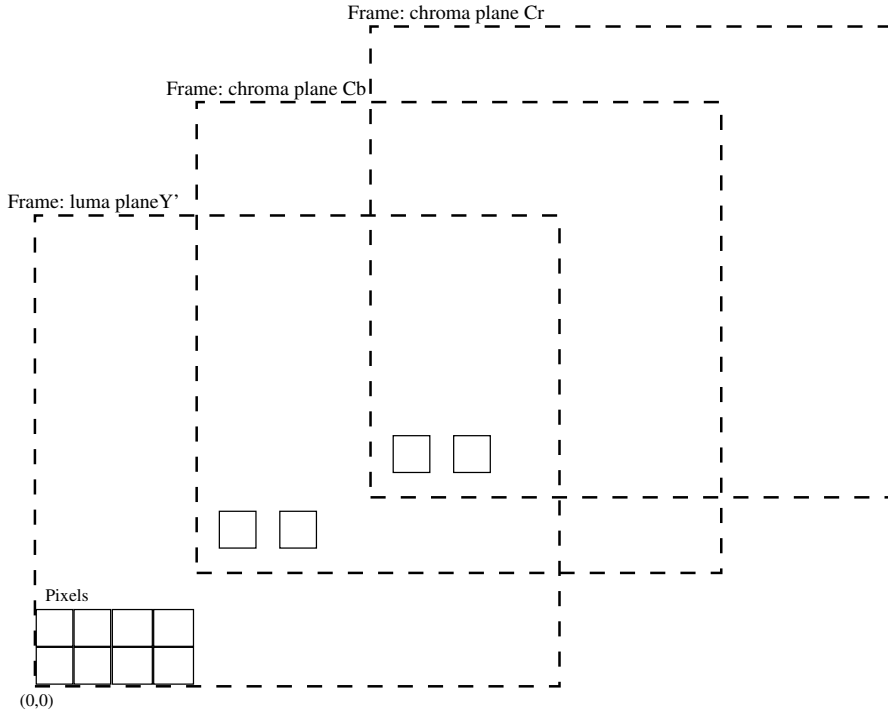 Frame: chroma plane Cr
Frame: chroma plane Cb
Frame: luma planeY’
Pixels
(0,0)